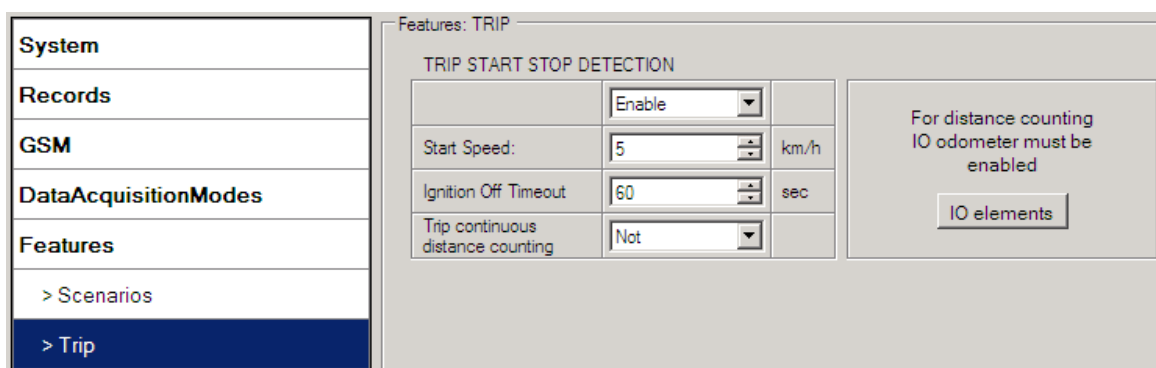 System
Records
GSM
DataAcquisitionModes
Features
> Scenarios
> Trip
Features: TRIP
TRIP START STOP DETECTION
Enable
Start Speed: 5 km/h
Ignition Off Timeout 60 sec
Trip continuous
distance counting Not
For distance counting
IO odometer must be
enabled
IO elements